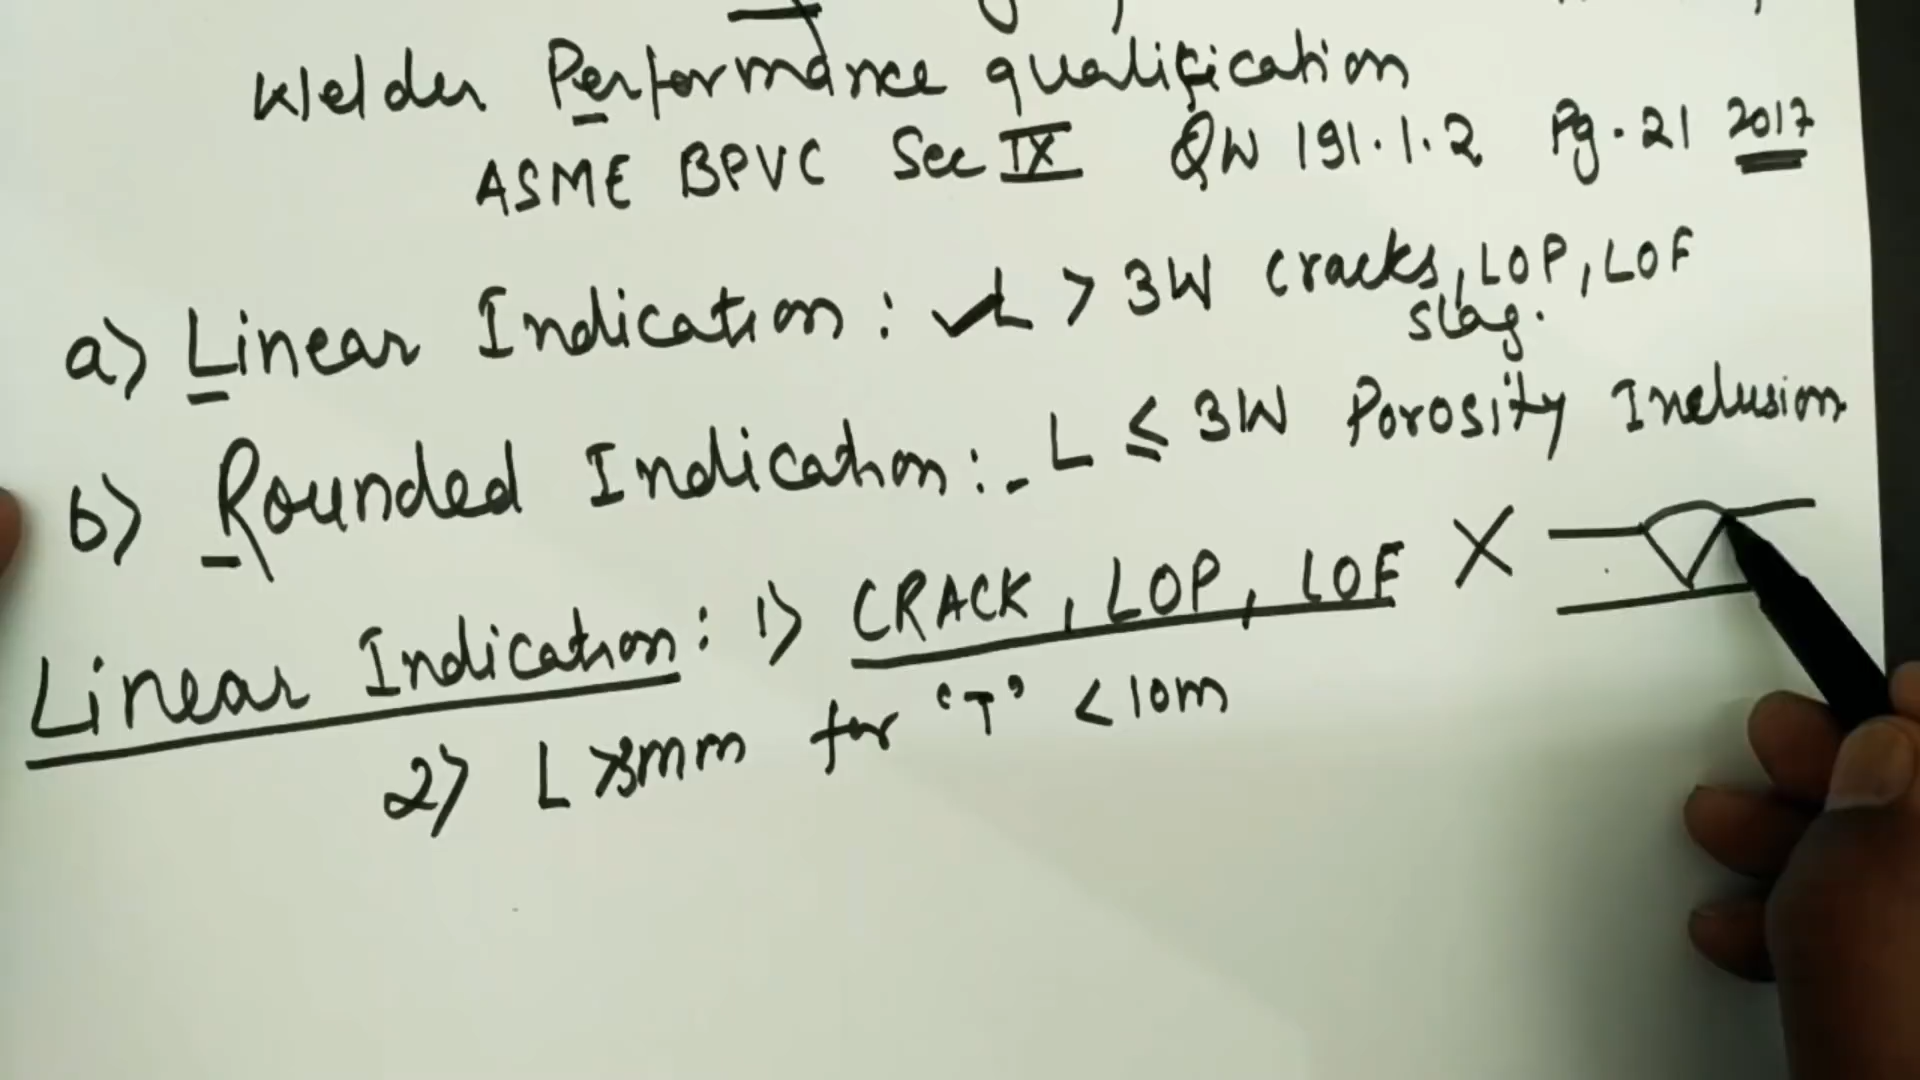 Welder Performance qualification
ASME BPVC Sec IX QW 191.1.2 Pg. 21 2017
a) Linear Indication: L > 3W cracks, LOP, LOF
slag.
b) Rounded Indication:- L ≤ 3W Porosity Inclusion
Linear Indication: 1) CRACK, LOP, LOF X
2) L >3mm for 'T' < 10m